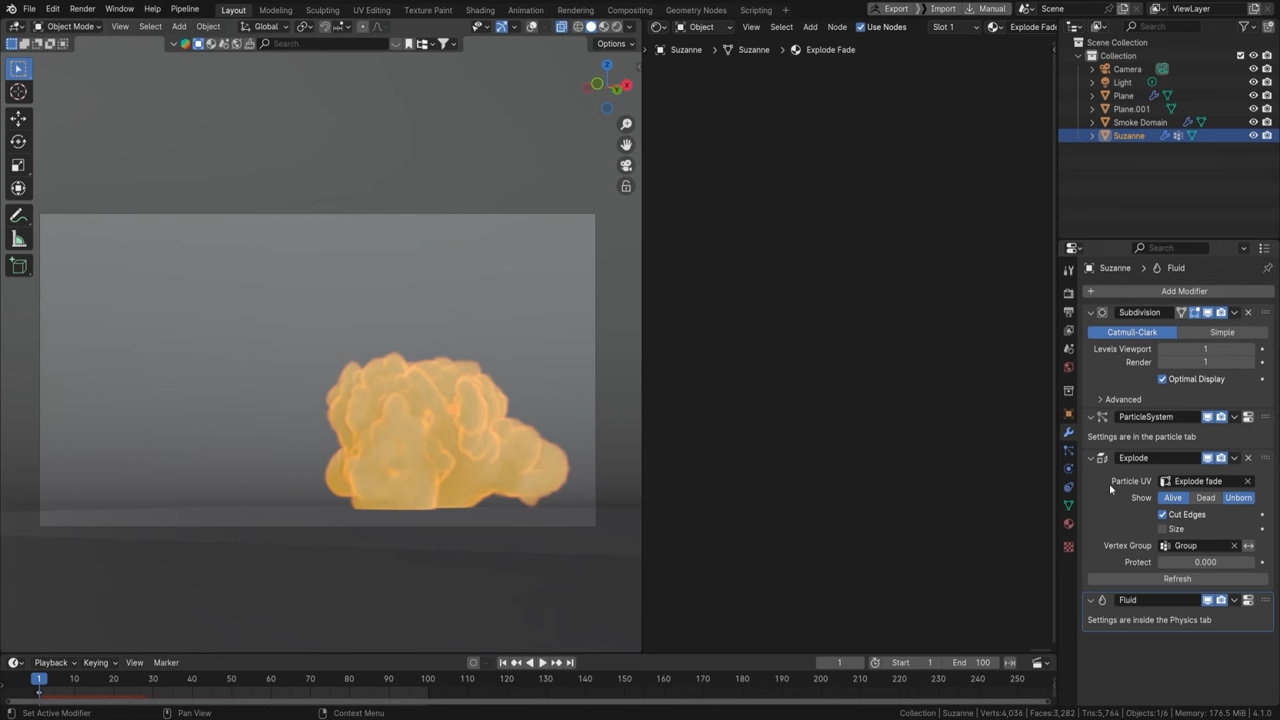 File Edit Render Window Help Pipeline Layout Modeling Sculpting UV Editing Texture Paint Shading Animation Rendering Compositing Geometry Nodes Scripting + Export Import Manual Scene ViewLayer
Object Mode View Select Add Object Global Object View Select Add Node Use Nodes Slot 1 Explode Fade Search
Search Options Suzanne Suzanne Explode Fade Scene Collection
Collection
Camera
Light
Plane
Plane.001
Smoke Domain
Suzanne
Z
X
Y
Search
Suzanne Fluid
+ Add Modifier
Subdivision
Catmull-Clark Simple
Levels Viewport 1
Render 1
Optimal Display
Advanced
ParticleSystem
Settings are in the particle tab
Explode
Particle UV Explode fade
Show Alive Dead Unborn
Cut Edges
Size
Vertex Group Group
Protect 0.000
Refresh
Fluid
Settings are inside the Physics tab
Playback Keying View Marker 1 Start 1 End 100
1 10 20 30 40 50 60 70 80 90 100 110 120 130 140 150 160 170 180 190 200 210 220 230 240 250
Set Active Modifier Pan View Context Menu Collection | Suzanne | Verts:4,036 | Faces:3,282 | Tris:5,764 | Objects:1/6 | Memory: 176.5 MiB | 4.1.0